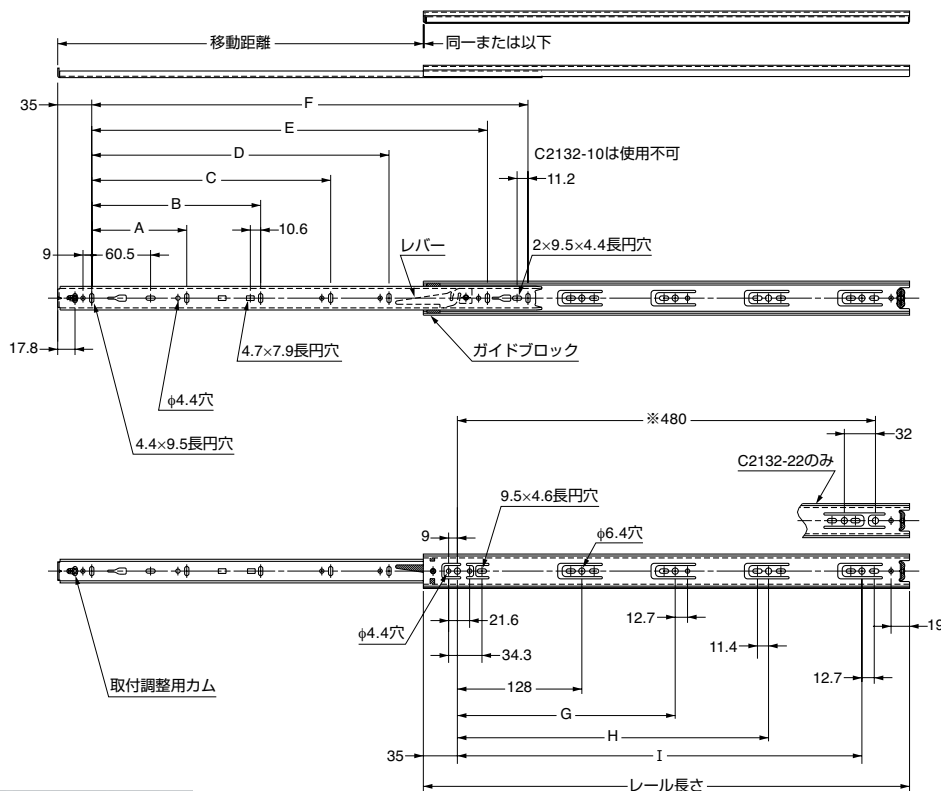 移動距離
同一または以下
35
F
E
D
C2132-10は使用不可
C
11.2
B
A
10.6
レバー
2×9.5×4.4長円穴
9
60.5
17.8
4.7×7.9長円穴
ガイドブロック
φ4.4穴
4.4×9.5長円穴
※480
32
C2132-22のみ
9.5×4.6長円穴
9
φ6.4穴
φ4.4穴
21.6
12.7
19
34.3
11.4
取付調整用カム
128
12.7
G
H
35
I
レール長さ